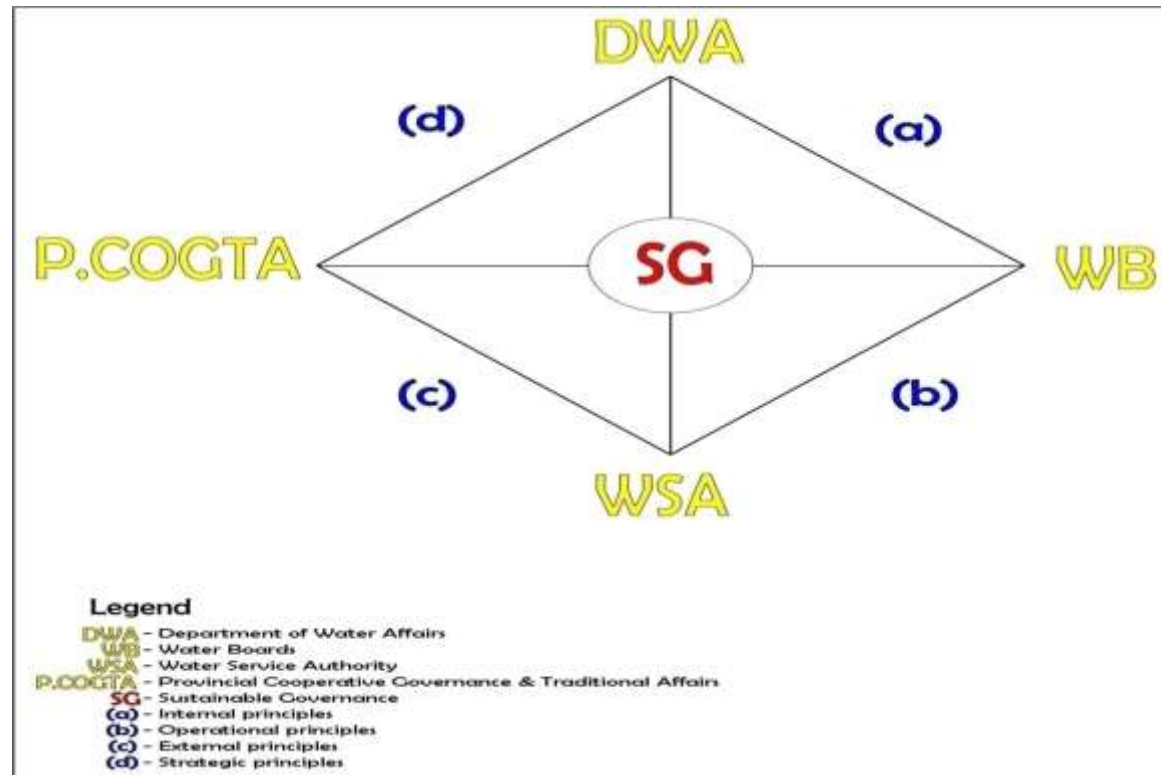 DWA
(d)
(a)
P.COGTA
SG
WB
(c)
(b)
WSA
Legend
DWA - Department of Water Affairs
WB - Water Boards
WSA - Water Service Authority
P.COGTA - Provincial Cooperative Governance & Traditional Affairs
SG - Sustainable Governance
(a) - Internal principles
(b) - Operational principles
(c) - External principles
(d) - Strategic principles